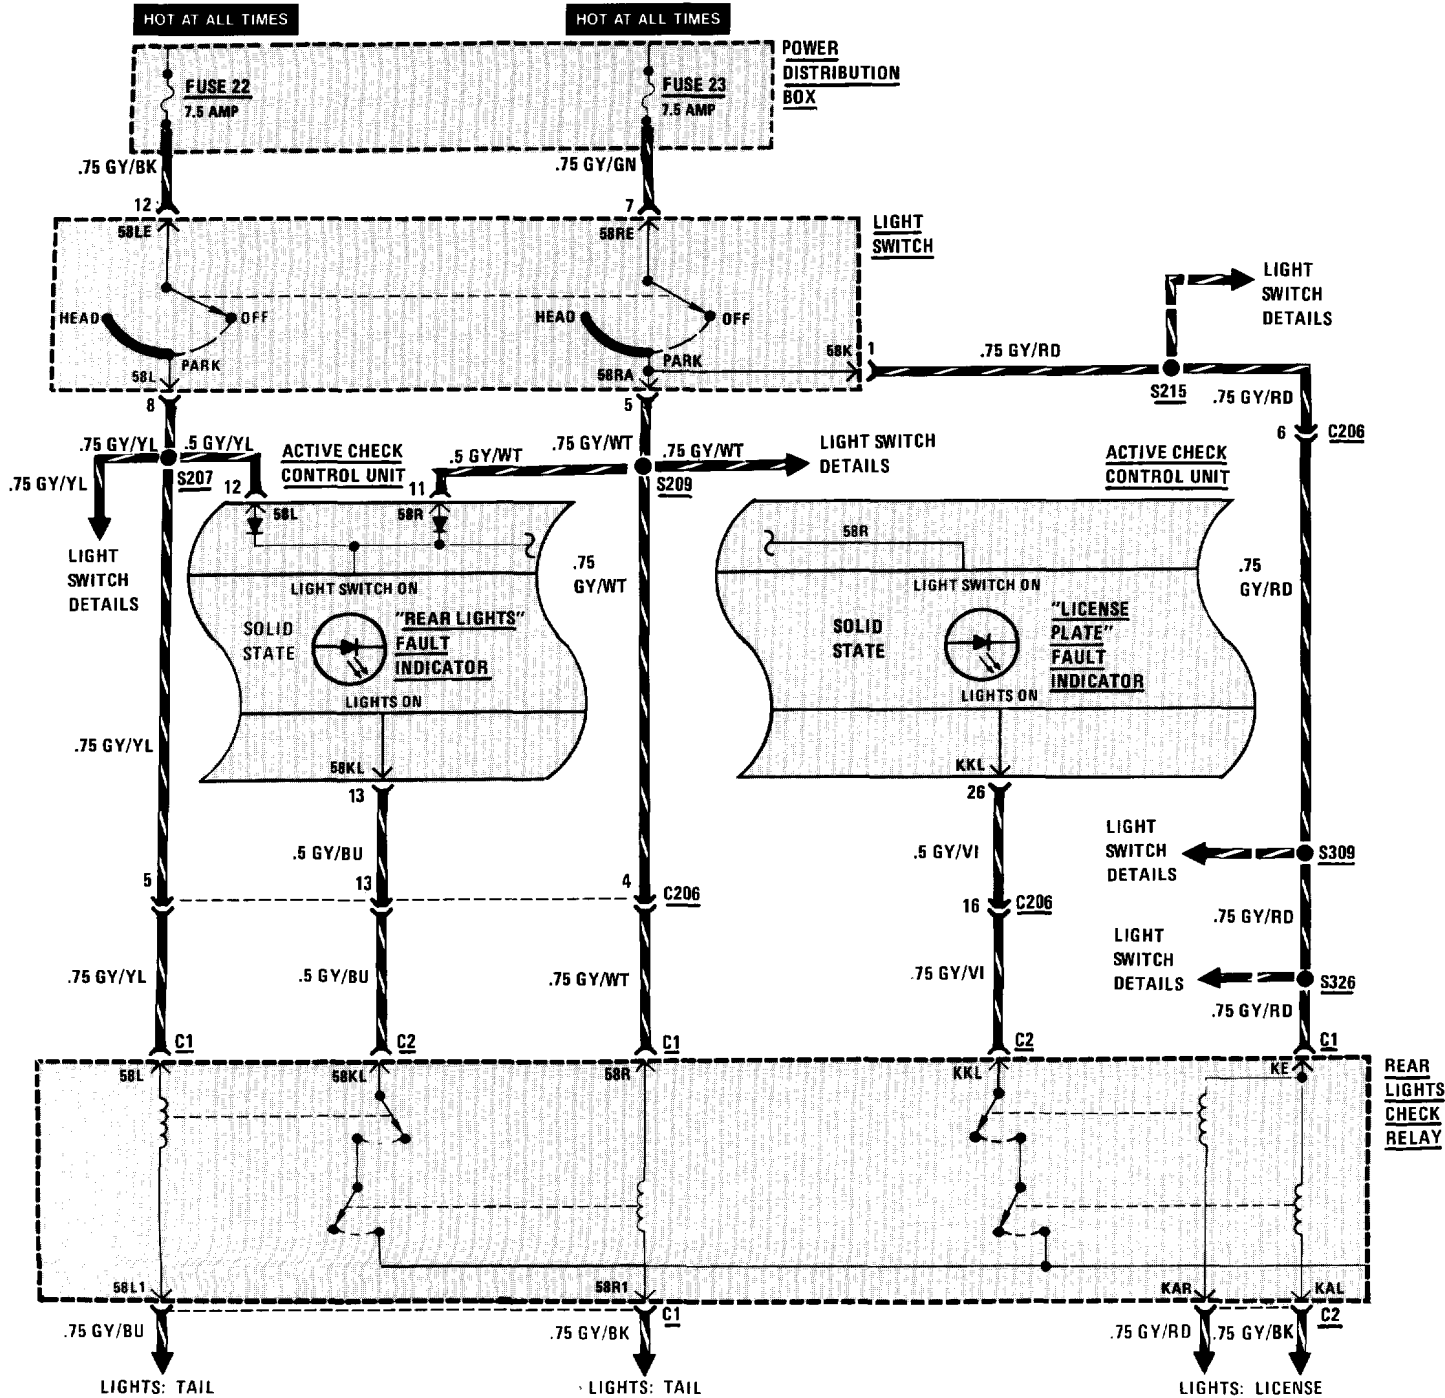 HOT AT ALL TIMES
HOT AT ALL TIMES
POWER
DISTRIBUTION
BOX
FUSE 22
7.5 AMP
FUSE 23
7.5 AMP
.75 GY/BK
.75 GY/GN
12
7
58LE
58RE
LIGHT
SWITCH
HEAD
OFF
PARK
HEAD
OFF
PARK
58L
58RA
58K
1
.75 GY/RD
LIGHT
SWITCH
DETAILS
S215
.75 GY/RD
8
5
6
C206
.75 GY/YL
.5 GY/YL
.75 GY/YL
S207
12
ACTIVE CHECK
CONTROL UNIT
11
.5 GY/WT
.75 GY/WT
.75 GY/WT
S209
LIGHT SWITCH
DETAILS
ACTIVE CHECK
CONTROL UNIT
LIGHT
SWITCH
DETAILS
58L
58R
LIGHT SWITCH ON
SOLID
STATE
"REAR LIGHTS"
FAULT
INDICATOR
LIGHTS ON
58KL
13
.75
GY/WT
58R
LIGHT SWITCH ON
SOLID
STATE
"LICENSE
PLATE"
FAULT
INDICATOR
LIGHTS ON
KKL
26
.75
GY/RD
.75 GY/YL
.5 GY/BU
.5 GY/VI
LIGHT
SWITCH
DETAILS
S309
5
13
4
C206
16
C206
.75 GY/RD
.75 GY/YL
.5 GY/BU
.75 GY/WT
.75 GY/VI
LIGHT
SWITCH
DETAILS
S326
.75 GY/RD
C1
C2
C1
C2
C1
58L
58KL
58R
KKL
KE
REAR
LIGHTS
CHECK
RELAY
58L1
58R1
KAR
KAL
C1
C2
.75 GY/BU
.75 GY/BK
.75 GY/RD
.75 GY/BK
LIGHTS: TAIL
LIGHTS: TAIL
LIGHTS: LICENSE